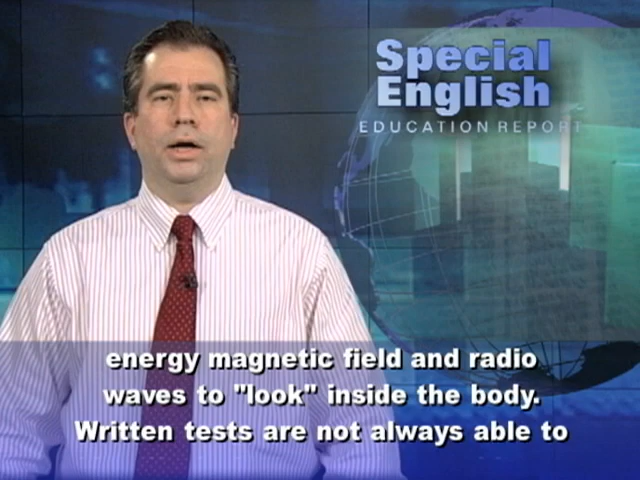 Special
English
EDUCATION REPORT
energy magnetic field and radio
waves to "look" inside the body.
Written tests are not always able to